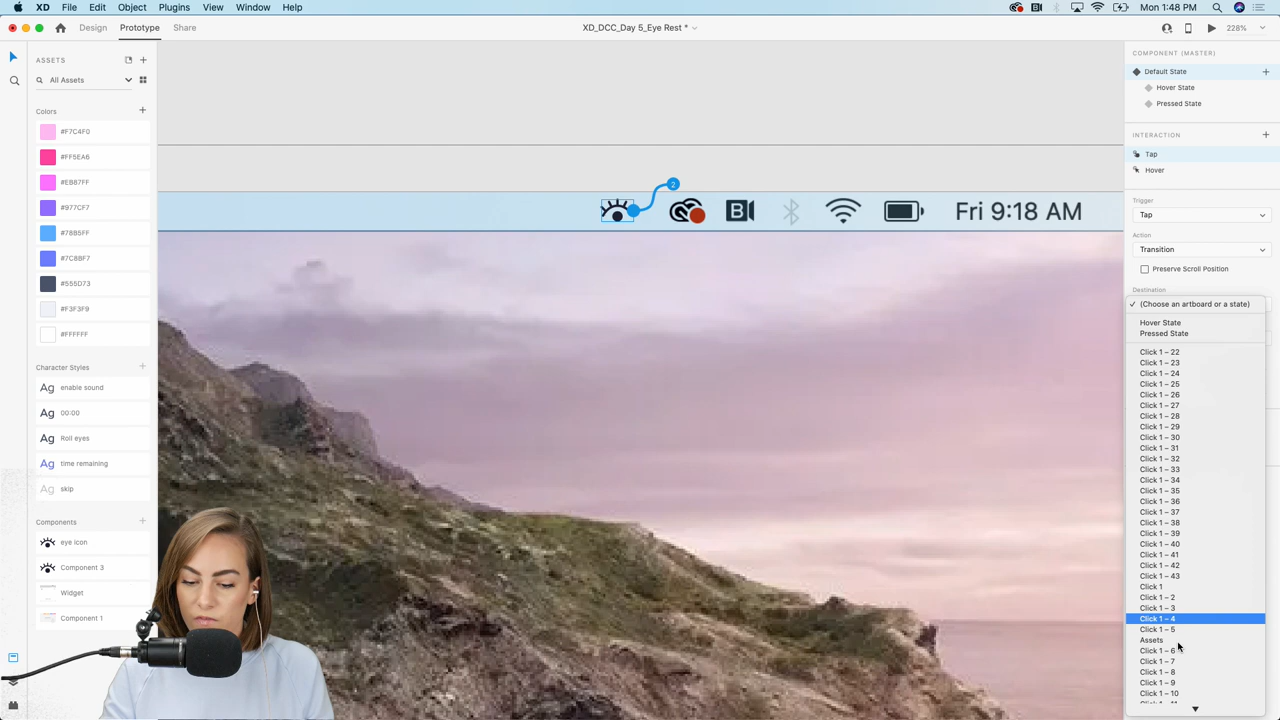 XD File Edit Object Plugins View Window Help
Mon 1:48 PM
Design Prototype Share
XD_DCC_Day 5_Eye Rest *
228%
ASSETS
All Assets
Colors
#F7C4F0
#FF5EA6
#977CF7
#78B5FF
#7C8BF7
#555D73
#F3F3F9
#FFFFFF
Character Styles
Ag enable sound
Ag 00:00
Ag Roll eyes
Ag time remaining
Ag skip
Components
eye icon
Component 3
Widget
Component 1
2
B
Fri 9:18 AM
COMPONENT (MASTER)
Default State
Hover State
Pressed State
INTERACTION
Tap
Hover
Trigger
Tap
Action
Transition
Preserve Scroll Position
Destination
(Choose an artboard or a state)
Hover State
Pressed State
Click 1 – 22
Click 1 – 23
Click 1 – 24
Click 1 – 25
Click 1 – 26
Click 1 – 27
Click 1 – 28
Click 1 – 29
Click 1 – 30
Click 1 – 31
Click 1 – 32
Click 1 – 33
Click 1 – 34
Click 1 – 35
Click 1 – 36
Click 1 – 37
Click 1 – 38
Click 1 – 39
Click 1 – 40
Click 1 – 41
Click 1 – 42
Click 1 – 43
Click 1
Click 1 – 2
Click 1 – 3
Click 1 – 4
Click 1 – 5
Assets
Click 1 – 6
Click 1 – 7
Click 1 – 8
Click 1 – 9
Click 1 – 10